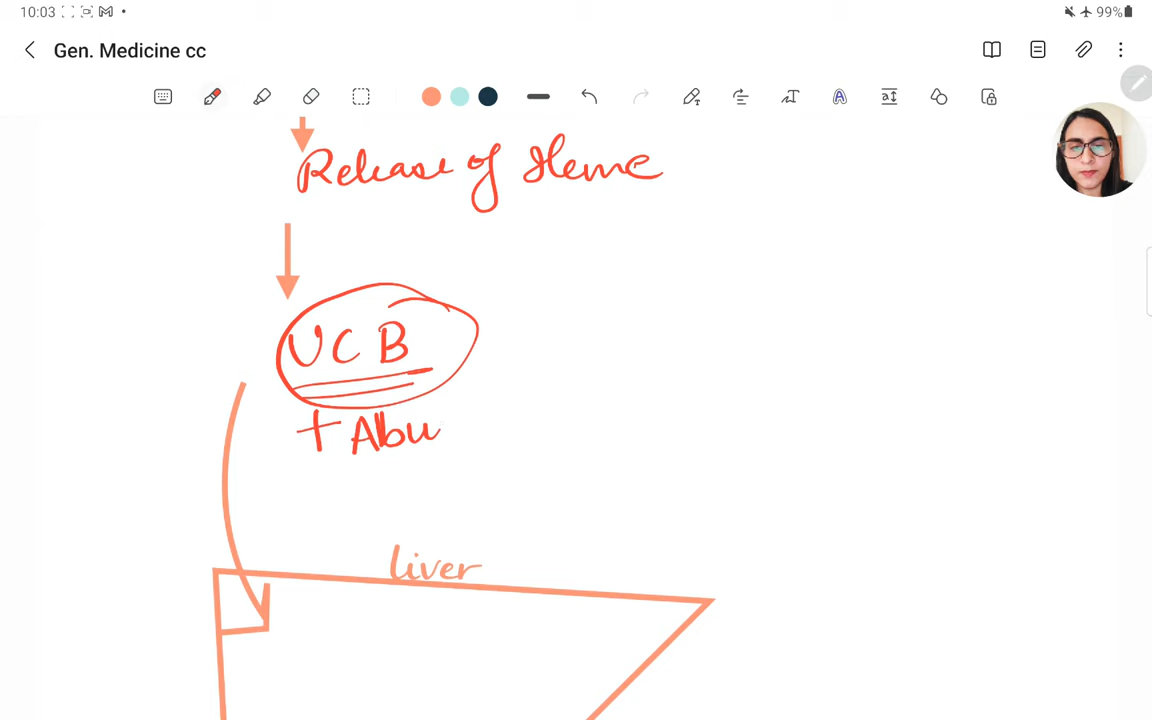 10:03 99%
Gen. Medicine cc
Release of Heme
UCB
+ Albu
liver